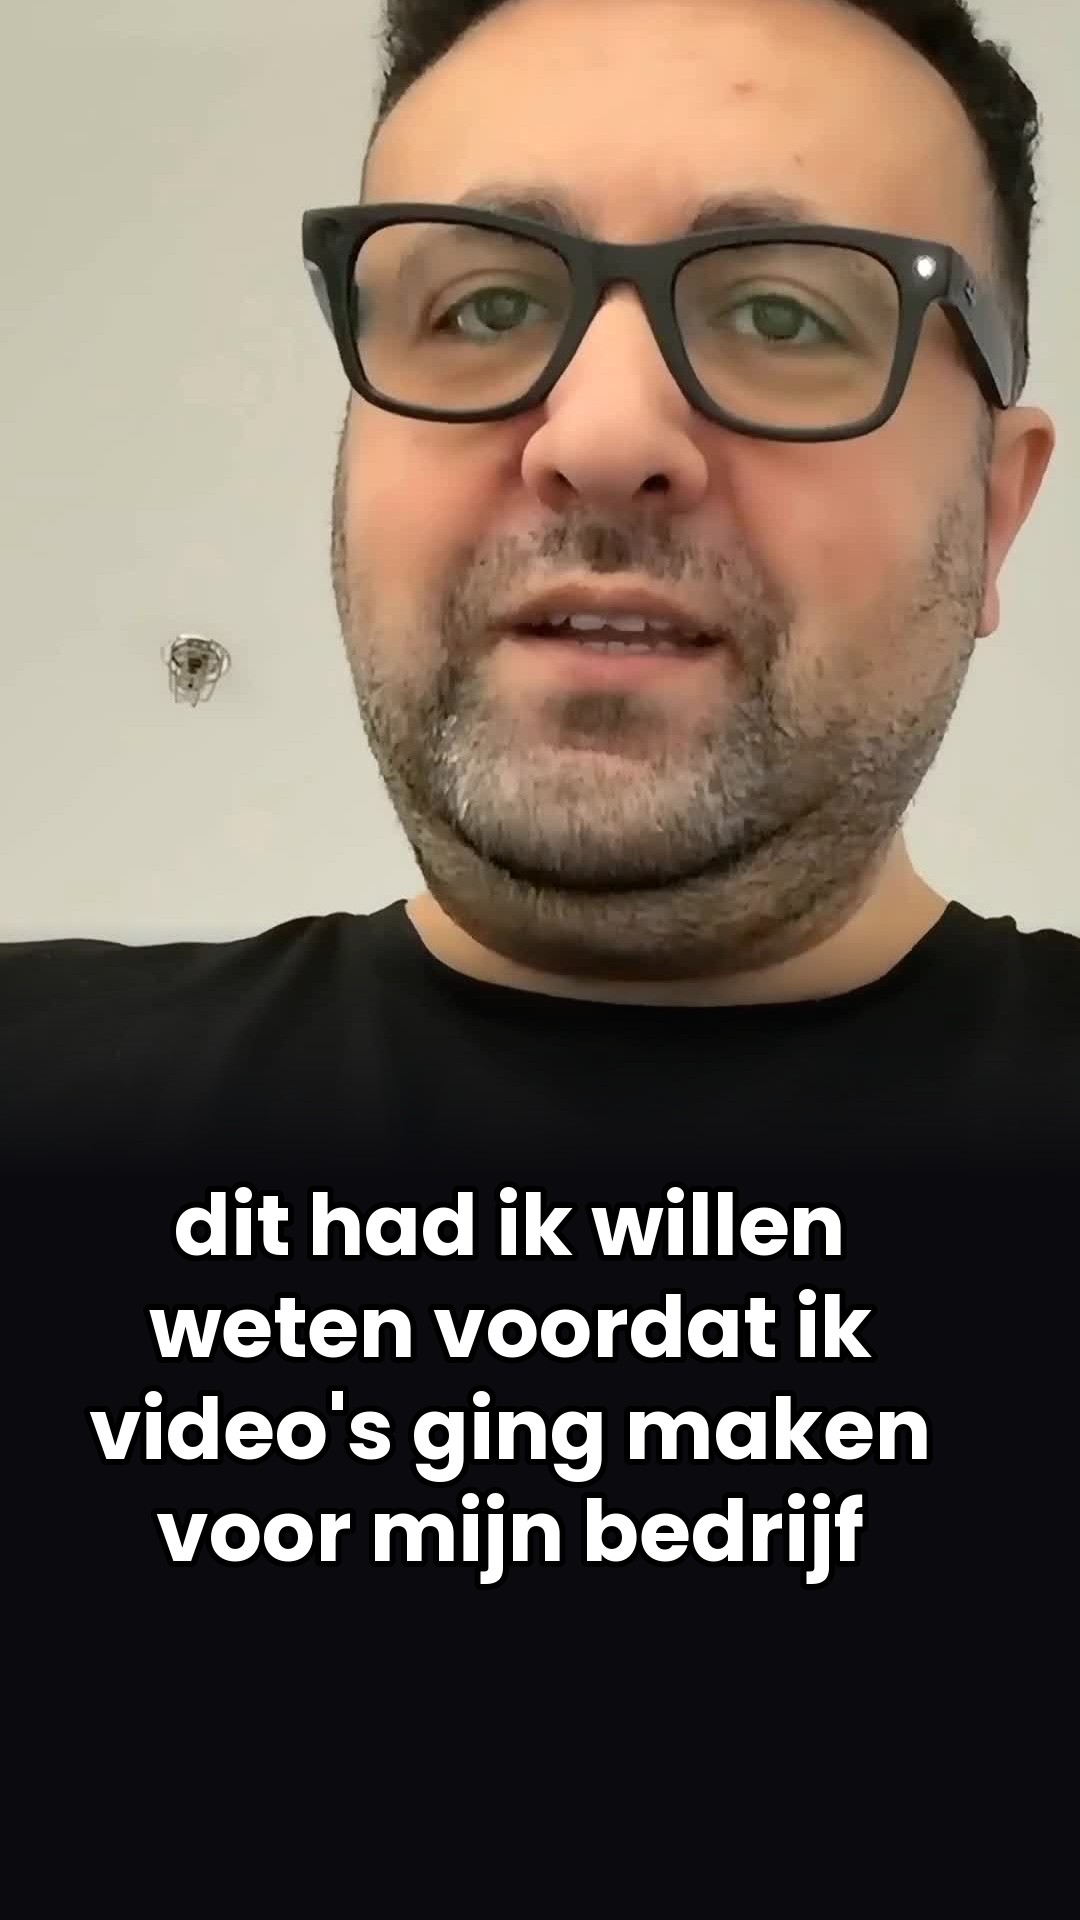 dit had ik willen
weten voordat ik
video's ging maken
voor mijn bedrijf